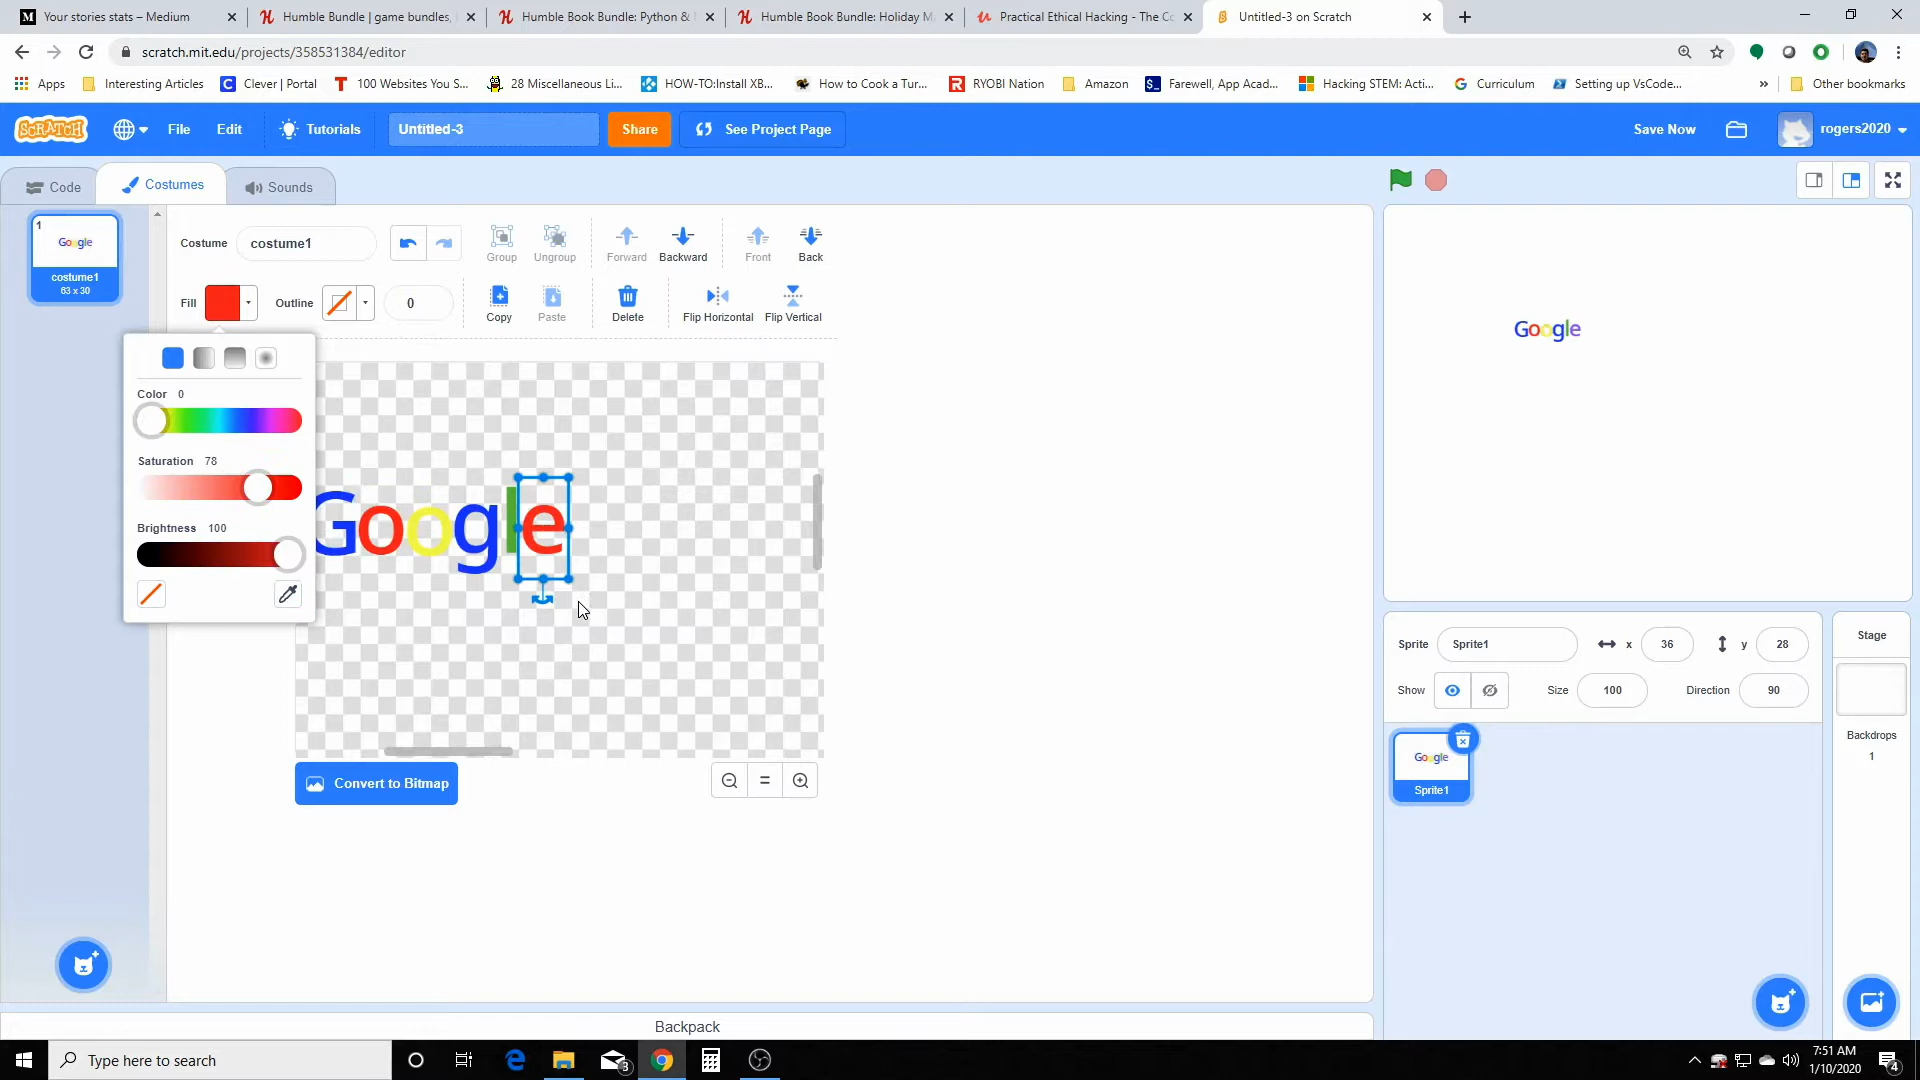 Your stories stats – Medium
Humble Bundle | game bundles,
Humble Book Bundle: Python &
Humble Book Bundle: Holiday M
Practical Ethical Hacking - The Co
Untitled-3 on Scratch
scratch.mit.edu/projects/358531384/editor
Apps
Interesting Articles
Clever | Portal
100 Websites You S...
28 Miscellaneous Li...
HOW-TO:Install XB...
How to Cook a Tur...
RYOBI Nation
Amazon
Farewell, App Acad...
Hacking STEM: Acti...
Curriculum
Setting up VsCode...
Other bookmarks
SCRATCH
File
Edit
Tutorials
Untitled-3
Share
See Project Page
Save Now
rogers2020
Code
Costumes
Sounds
1
Google
costume1
63 x 30
Costume
costume1
Group
Ungroup
Forward
Backward
Front
Back
Fill
Outline
0
Copy
Paste
Delete
Flip Horizontal
Flip Vertical
Color 0
Saturation 78
Brightness 100
Google
Convert to Bitmap
Google
Sprite
Sprite1
x
36
y
28
Show
Size
100
Direction
90
Google
Sprite1
Stage
Backdrops
1
Backpack
Type here to search
3
7:51 AM
1/10/2020
4